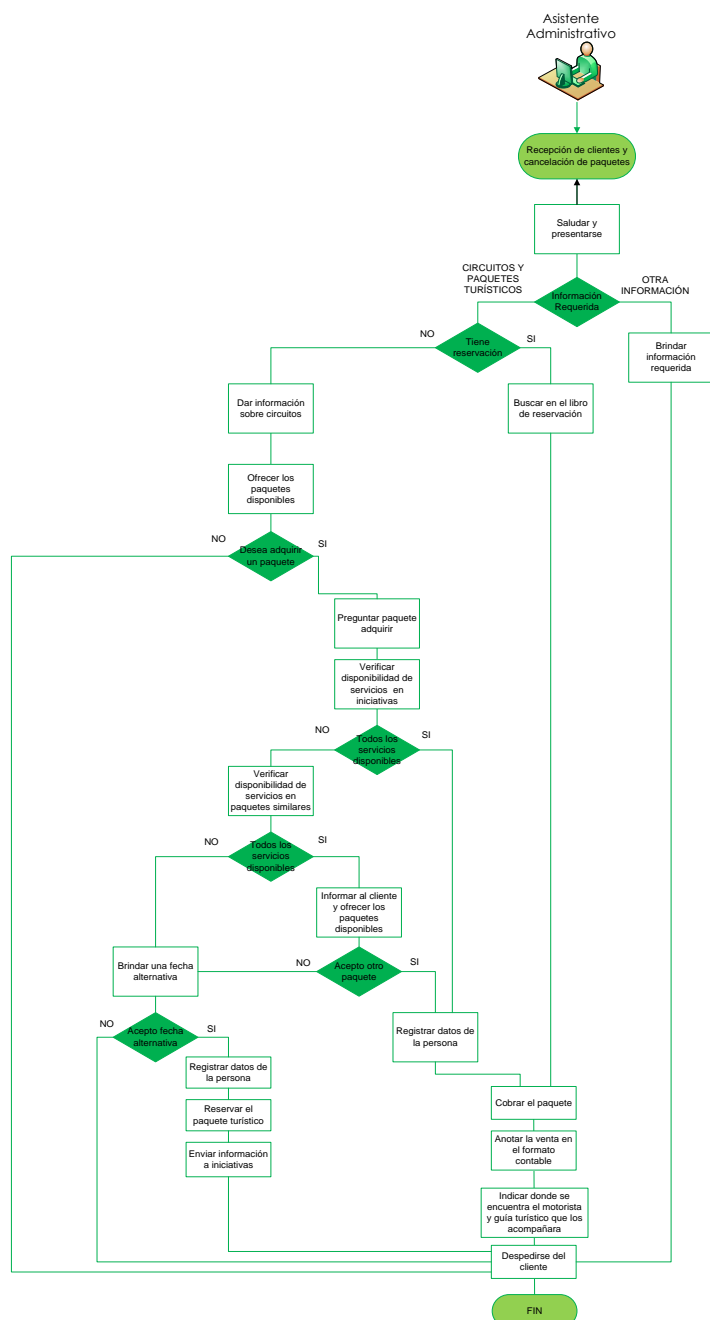 Asistente
Administrativo
Recepción de clientes y
cancelación de paquetes
Saludar y
presentarse
CIRCUITOS Y
PAQUETES
TURÍSTICOS
OTRA
INFORMACIÓN
Información
Requerida
NO
Tiene
reservación
SI
Brindar
información
requerida
Dar información
sobre circuitos
Buscar en el libro
de reservación
Ofrecer los
paquetes
disponibles
NO
Desea adquirir
un paquete
SI
Preguntar paquete
adquirir
Verificar
disponibilidad de
servicios en
iniciativas
NO
Todos los
servicios
disponibles
SI
Verificar
disponibilidad de
servicios en
paquetes similares
NO
Todos los
servicios
disponibles
SI
Informar al cliente
y ofrecer los
paquetes
disponibles
Brindar una fecha
alternativa
NO
Acepto otro
paquete
SI
NO
Acepto fecha
alternativa
SI
Registrar datos de
la persona
Registrar datos de
la persona
Reservar el
paquete turístico
Enviar información
a iniciativas
Cobrar el paquete
Anotar la venta en
el formato
contable
Indicar donde se
encuentra el motorista
y guía turístico que los
acompañara
Despedirse del
cliente
FIN